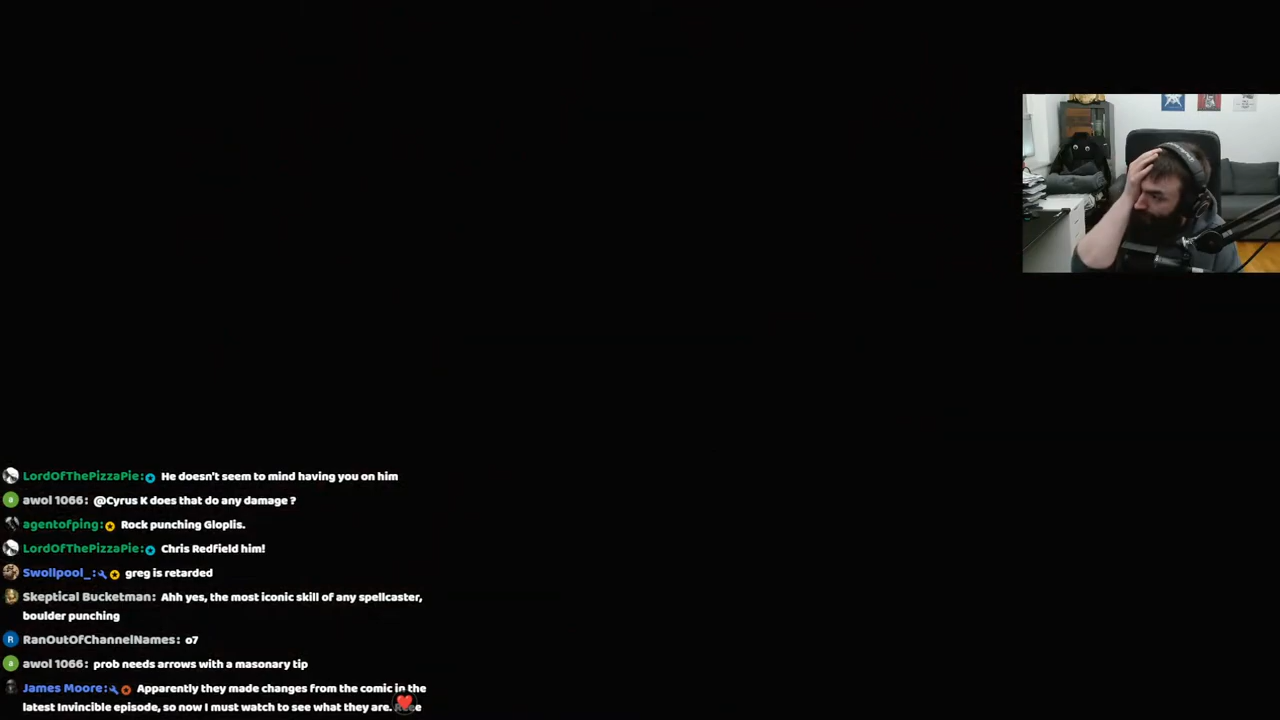 LordOfThePizzaPie: He doesn't seem to mind having you on him
awol 1066: @Cyrus K does that do any damage ?
agentofping: Rock punching Gloplis.
LordOfThePizzaPie: Chris Redfield him!
Swollpool_: greg is retarded
Skeptical Bucketman: Ahh yes, the most iconic skill of any spellcaster,
boulder punching
RanOutOfChannelNames: o7
awol 1066: prob needs arrows with a masonary tip
James Moore: Apparently they made changes from the comic in the
latest Invincible episode, so now I must watch to see what they are.